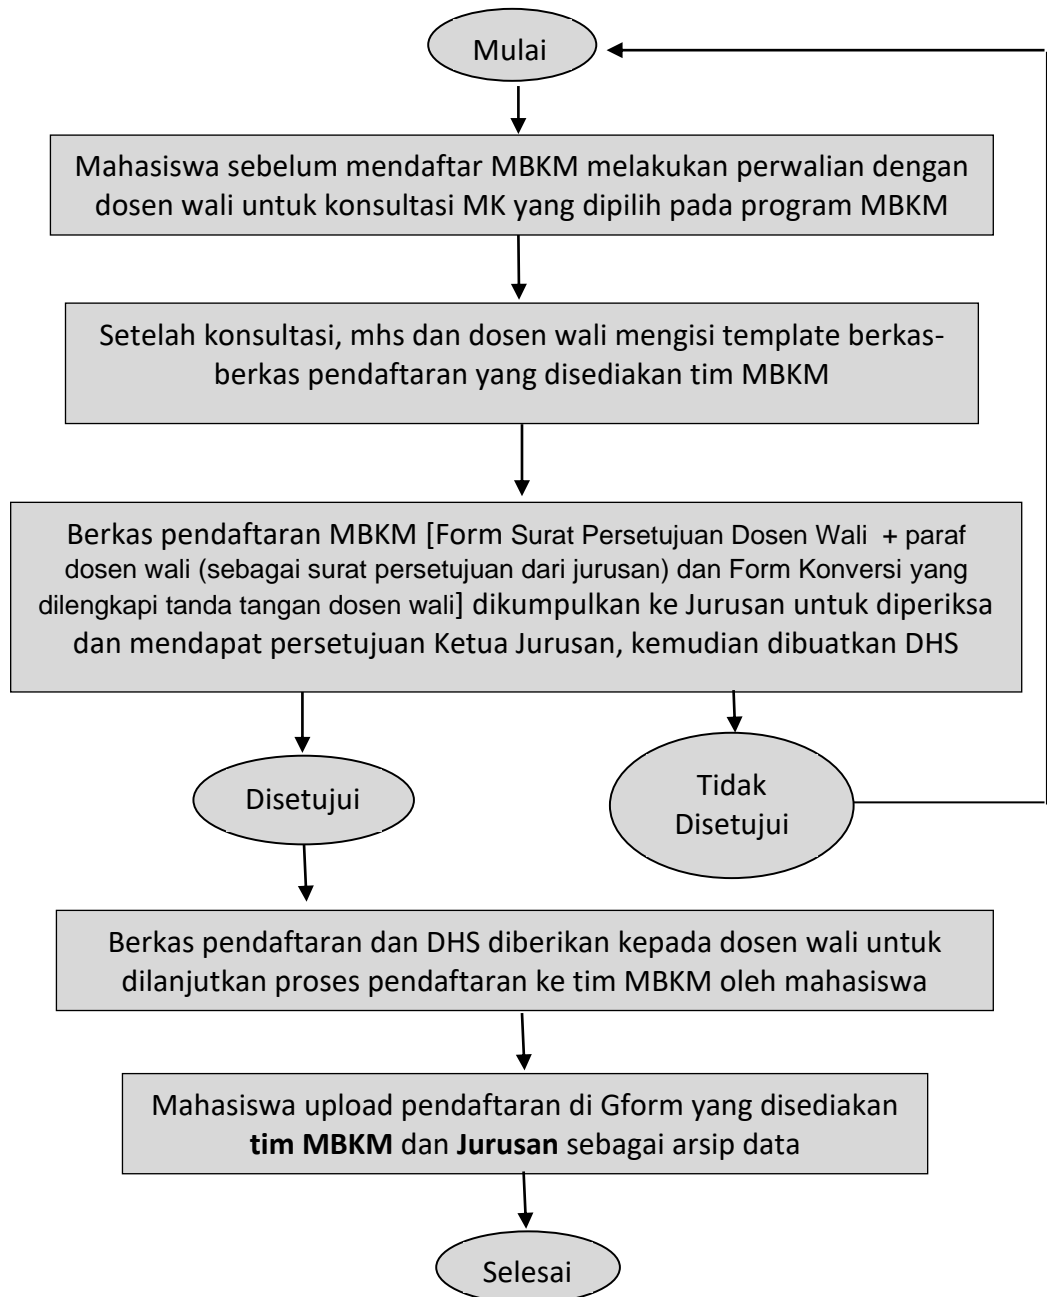 Mulai
Mahasiswa sebelum mendaftar MBKM melakukan perwalian dengan
dosen wali untuk konsultasi MK yang dipilih pada program MBKM
Setelah konsultasi, mhs dan dosen wali mengisi template berkas-
berkas pendaftaran yang disediakan tim MBKM
Berkas pendaftaran MBKM [Form Surat Persetujuan Dosen Wali + paraf
dosen wali (sebagai surat persetujuan dari jurusan) dan Form Konversi yang
dilengkapi tanda tangan dosen wali] dikumpulkan ke Jurusan untuk diperiksa
dan mendapat persetujuan Ketua Jurusan, kemudian dibuatkan DHS
Disetujui
Tidak
Disetujui
Berkas pendaftaran dan DHS diberikan kepada dosen wali untuk
dilanjutkan proses pendaftaran ke tim MBKM oleh mahasiswa
Mahasiswa upload pendaftaran di Gform yang disediakan
tim MBKM dan Jurusan sebagai arsip data
Selesai